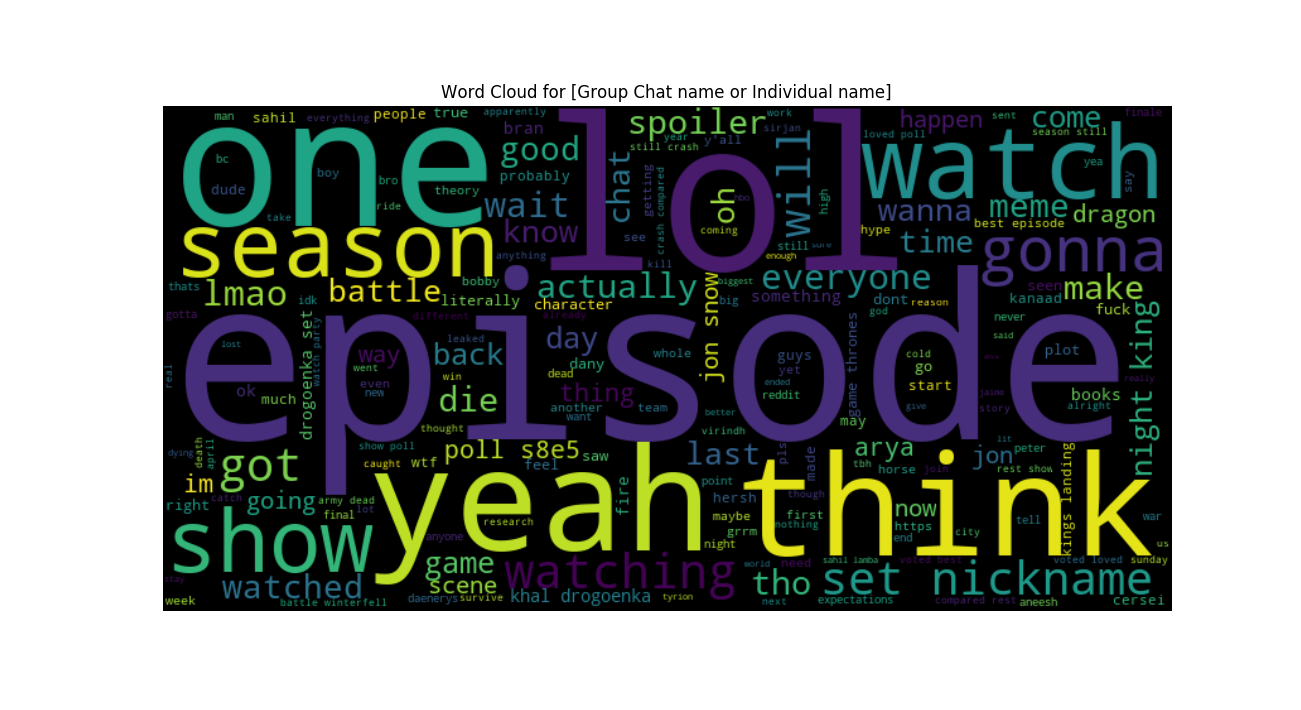 Word Cloud for [Group Chat name or Individual name]
man sahil everything people true apparently
spoiler work happen sent come finale
one lol watch
bran year y'all sirjan loved poll season still
bc good chat still crash will yea
dude boy bro theory probably getting crash compared oh high say
take ride wait see coming wanna meme dragon
season know anything kill still sure hype best episode
time gonna enough
thats lmao idk battle bobby literally actually everyone
character biggest big something dont god reason seen kanaad make
gotta different already jon snow never fuck
episode
lost drogoenka set watch party leaked day said night king
real way back whole guys cold plot
went even new win dead dany yet go
ok much die thing ended reddit start jaime really
another team want game thrones give story books alright
thought better may
dying death april show poll poll s8e5 virindh arya lit peter
got caught wtf feel saw last pls made tbh horse join jon rest show
im catch yeah think
right going army dead lot fire point hersh though kings landing
final research maybe first now tell war
show anyone grrm nothing https city us
night end
game watching world need sahil lamba voted best voted loved sunday
stay watched scene tho set nickname
week battle winterfell daenerys survive khal drogoenka tyrion next expectations compared rest aneesh cersei